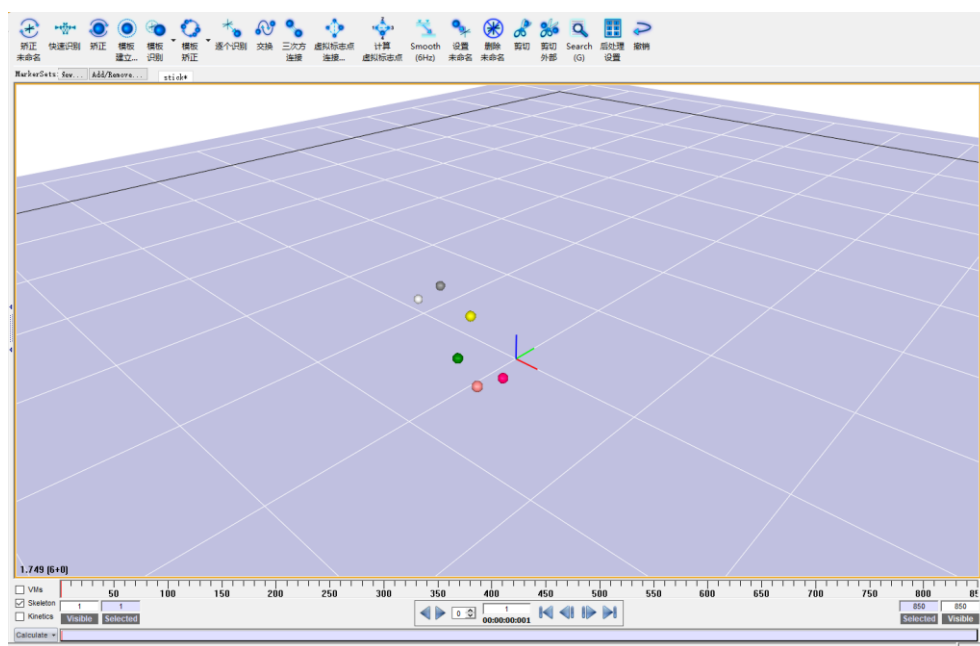 矫正 快速识别 矫正 模板 模板 模板 逐个识别 交换 三次方 虚拟标志点 计算 Smooth 设置 删除 剪切 剪切 Search 后处理 撤销
未命名 建立... 识别 矫正 连接 连接... 虚拟标志点 (6Hz) 未命名 未命名 外部 (G) 设置
MarkerSets: New... Add/Remove... stick*
1.749 (6+0)
VMs
50 100 150 200 250 300 350 400 450 500 550 600 650 700 750 800
Skeleton 1 1 0 1 850 850
Kinetics Visible Selected 00:00:00:001 Selected Visible
Calculate